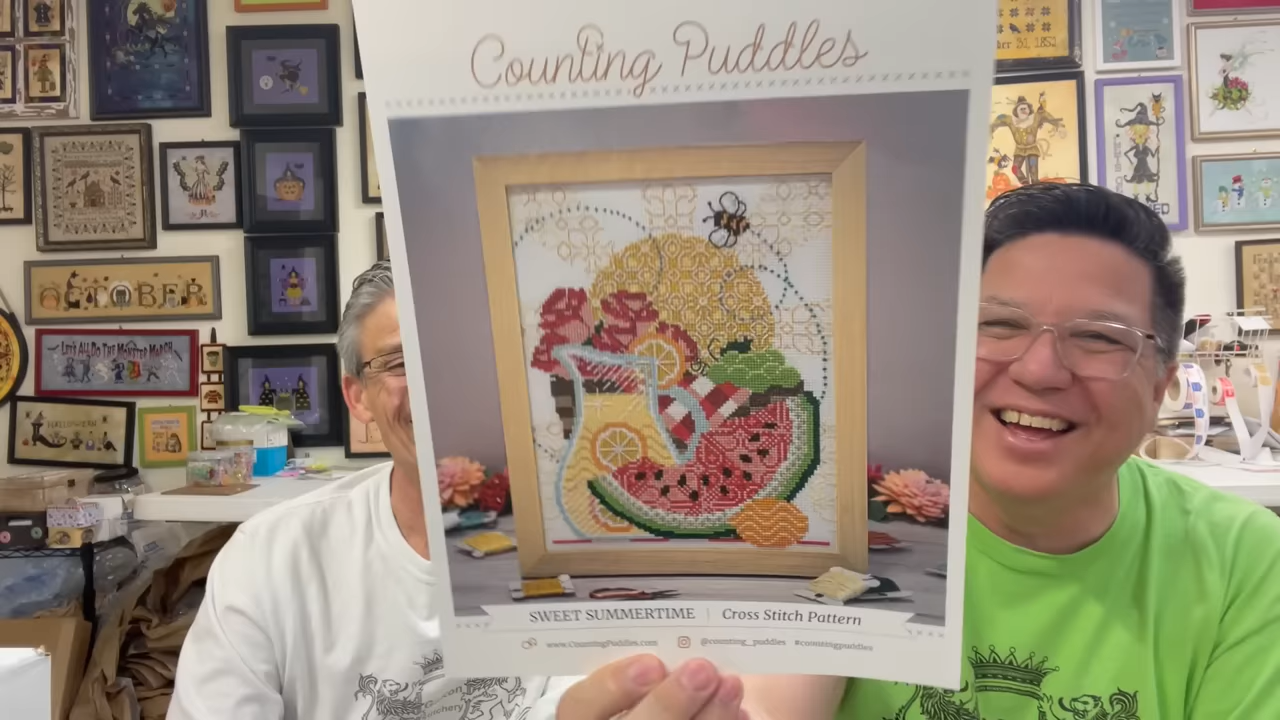 Counting Puddles
SWEET SUMMERTIME | Cross Stitch Pattern
www.CountingPuddles.com @counting_puddles #countingpuddles
OCTOBER
LET'S ALL DO THE MONSTER MARCH
HALLOWEEN